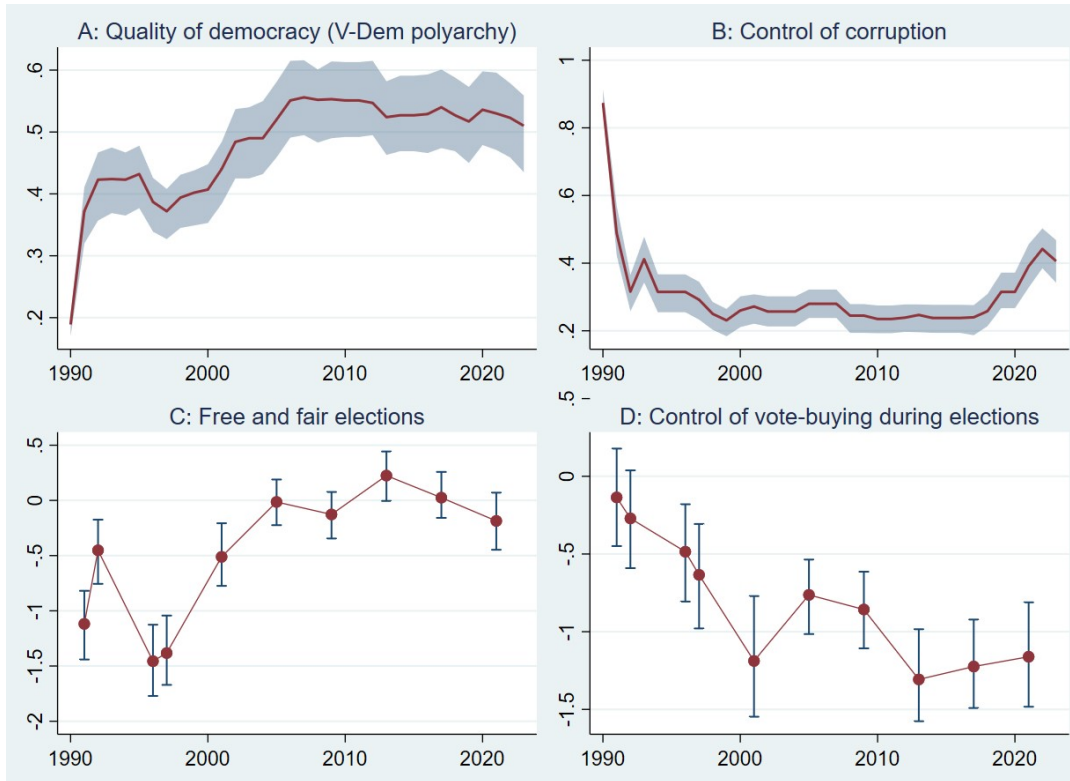 A: Quality of democracy (V-Dem polyarchy)
.6
.5
.4
.3
.2
1990 2000 2010 2020
B: Control of corruption
1
.8
.6
.4
.2
1990 2000 2010 2020
C: Free and fair elections
.5
0
-.5
-1
-1.5
-2
1990 2000 2010 2020
D: Control of vote-buying during elections
.5
0
-.5
-1
-1.5
1990 2000 2010 2020